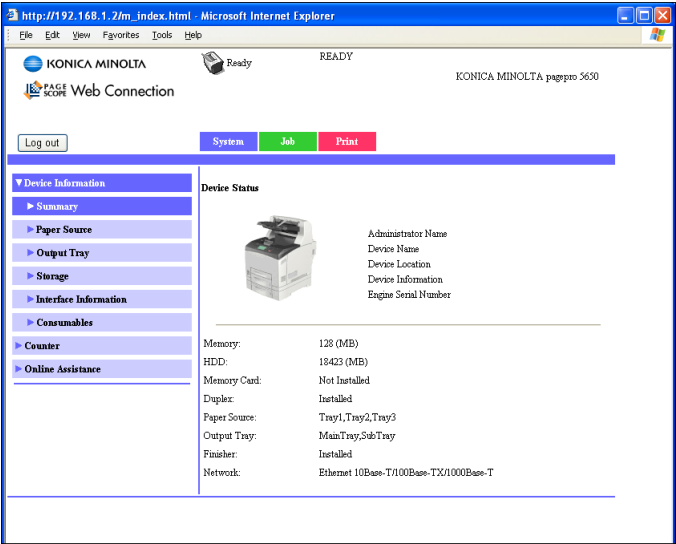 http://192.168.1.2/m_index.html - Microsoft Internet Explorer
File Edit View Favorites Tools Help
KONICA MINOLTA
Ready
READY
KONICA MINOLTA pagepro 5650
PAGE SCOPE Web Connection
Log out
System Job Print
Device Information
Summary
Paper Source
Output Tray
Storage
Interface Information
Consumables
Counter
Online Assistance
Device Status
Administrator Name
Device Name
Device Location
Device Information
Engine Serial Number
Memory: 128 (MB)
HDD: 18423 (MB)
Memory Card: Not Installed
Duplex: Installed
Paper Source: Tray1,Tray2,Tray3
Output Tray: MainTray,SubTray
Finisher: Installed
Network: Ethernet 10Base-T/100Base-TX/1000Base-T